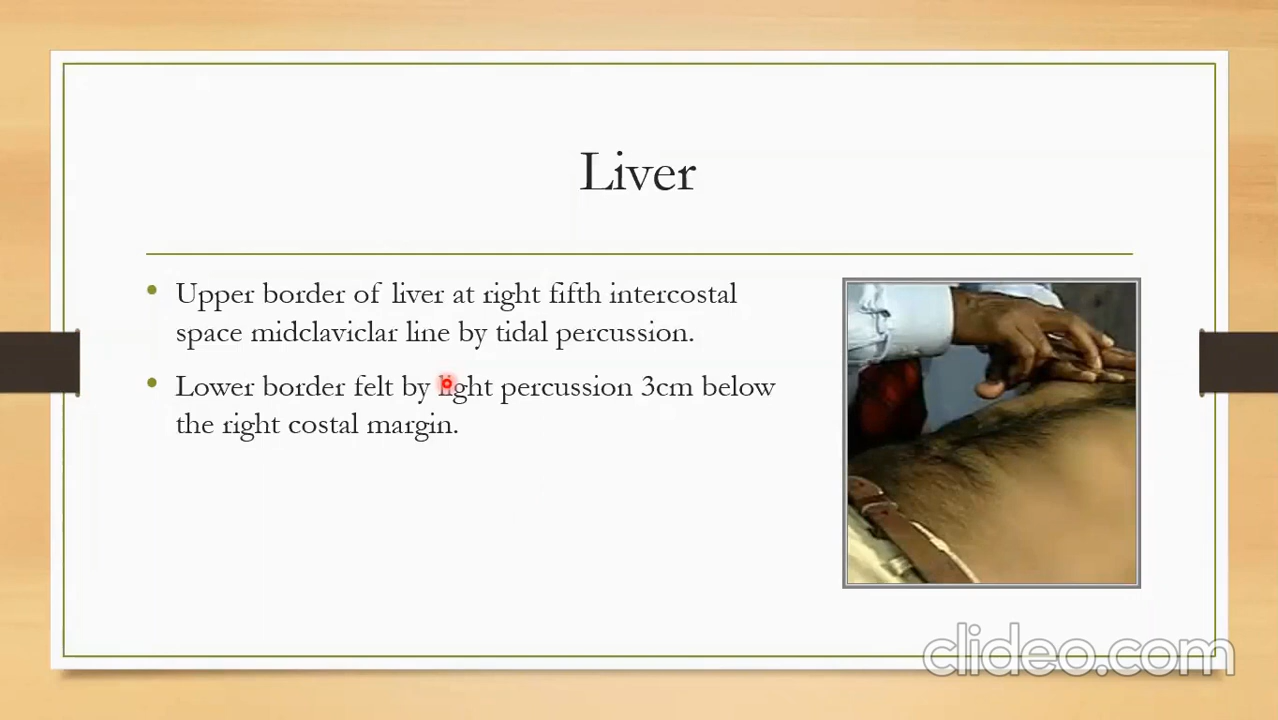 Liver
• Upper border of liver at right fifth intercostal
space midclaviclar line by tidal percussion.
• Lower border felt by light percussion 3cm below
the right costal margin.
clideo.com